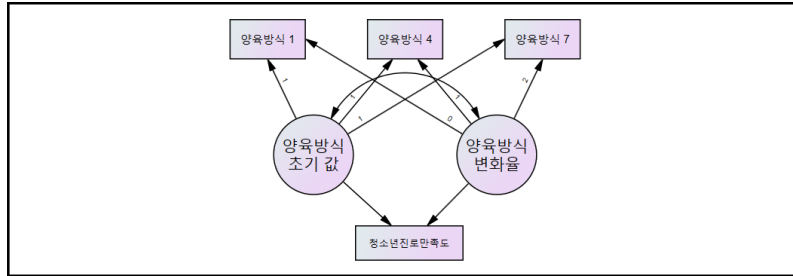 양육방식 1
양육방식 4
양육방식 7
1
1
1
1
0
2
양육방식
초기 값
양육방식
변화율
청소년진로만족도